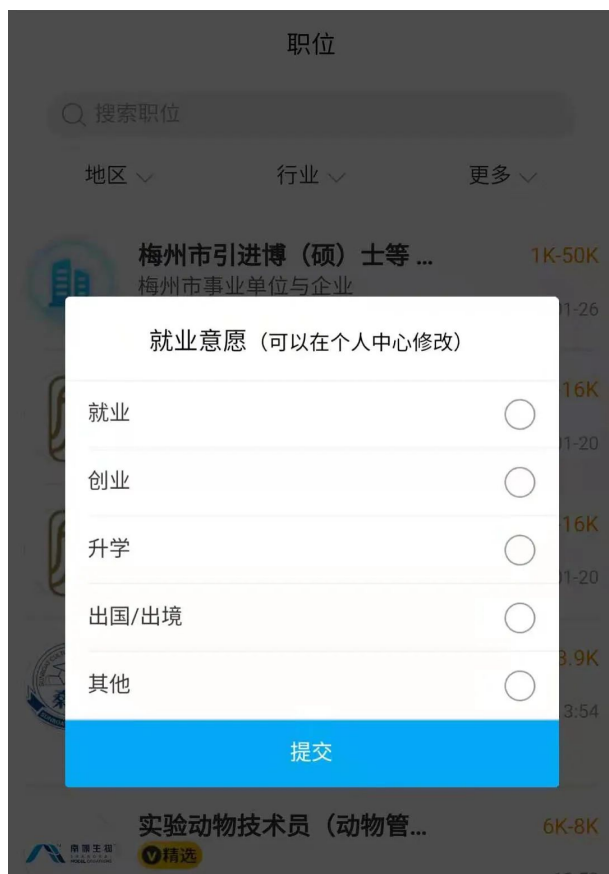 职位
搜索职位
地区 行业 更多
梅州市引进博（硕）士等 ... 1K-50K
梅州市事业单位与企业
1-26
就业意愿（可以在个人中心修改）
16K
就业
1-20
创业
16K
升学
1-20
出国/出境
3.9K
其他
3:54
提交
实验动物技术员（动物管... 6K-8K
精选